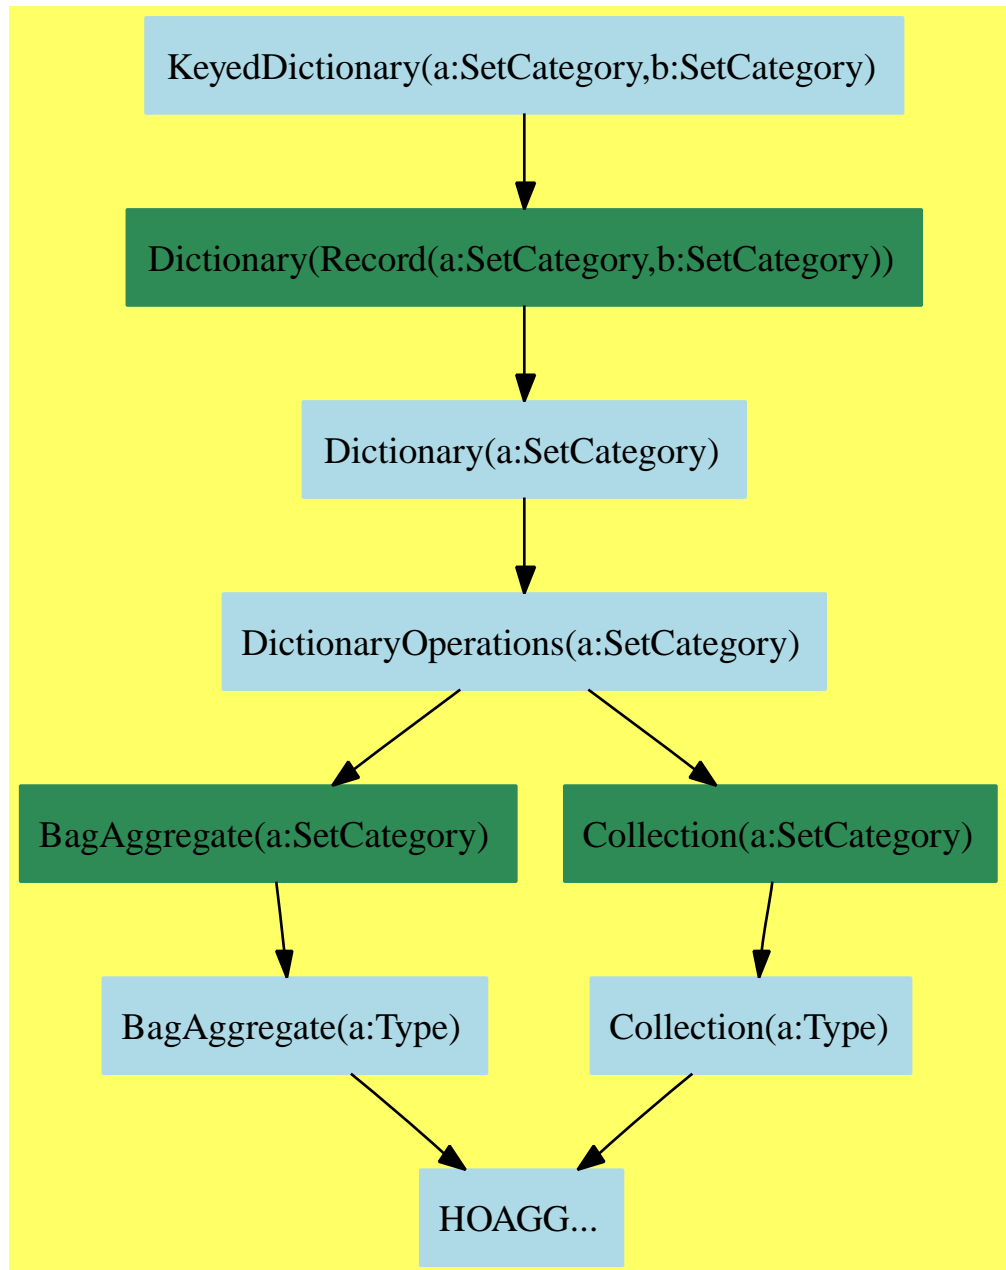 KeyedDictionary(a:SetCategory,b:SetCategory)
Dictionary(Record(a:SetCategory,b:SetCategory))
Dictionary(a:SetCategory)
DictionaryOperations(a:SetCategory)
BagAggregate(a:SetCategory)
Collection(a:SetCategory)
BagAggregate(a:Type)
Collection(a:Type)
HOAGG...